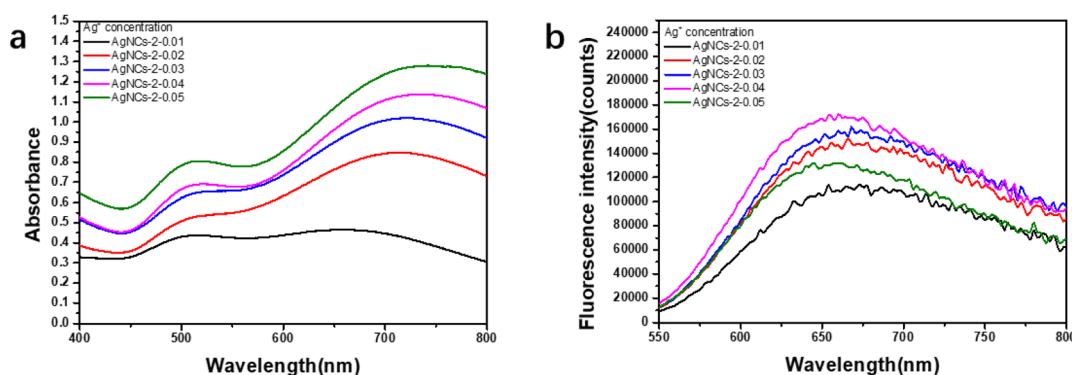 a
Ag⁺ concentration
AgNCs-2-0.01
AgNCs-2-0.02
AgNCs-2-0.03
AgNCs-2-0.04
AgNCs-2-0.05
Absorbance
1.5
1.4
1.3
1.2
1.1
1.0
0.9
0.8
0.7
0.6
0.5
0.4
0.3
0.2
0.1
0.0
400
500
600
700
800
Wavelength(nm)
b
Ag⁺ concentration
AgNCs-2-0.01
AgNCs-2-0.02
AgNCs-2-0.03
AgNCs-2-0.04
AgNCs-2-0.05
Fluorescence intensity(counts)
240000
220000
200000
180000
160000
140000
120000
100000
80000
60000
40000
20000
0
550
600
650
700
750
800
Wavelength(nm)